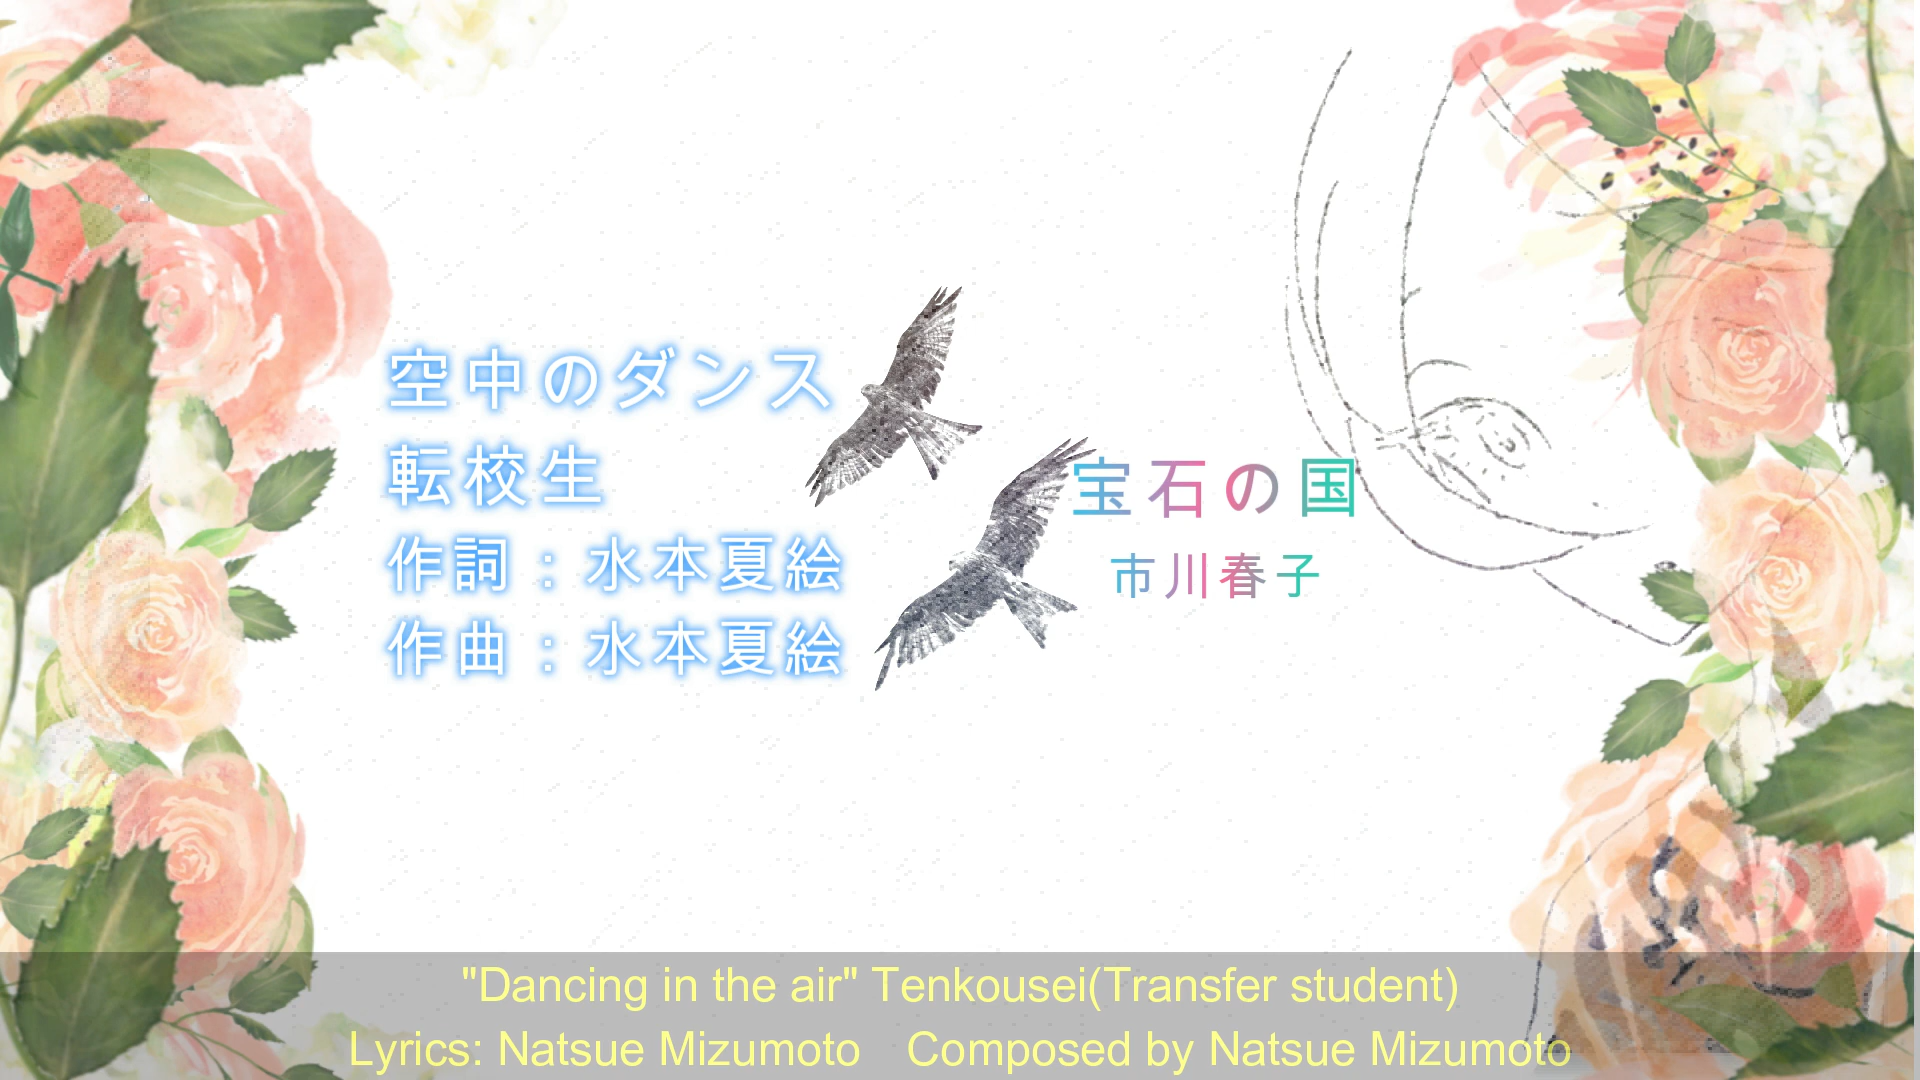 空中のダンス
転校生
作詞：水本夏絵
作曲：水本夏絵
宝石の国
市川春子
"Dancing in the air" Tenkousei(Transfer student)
Lyrics: Natsue Mizumoto　Composed by Natsue Mizumoto